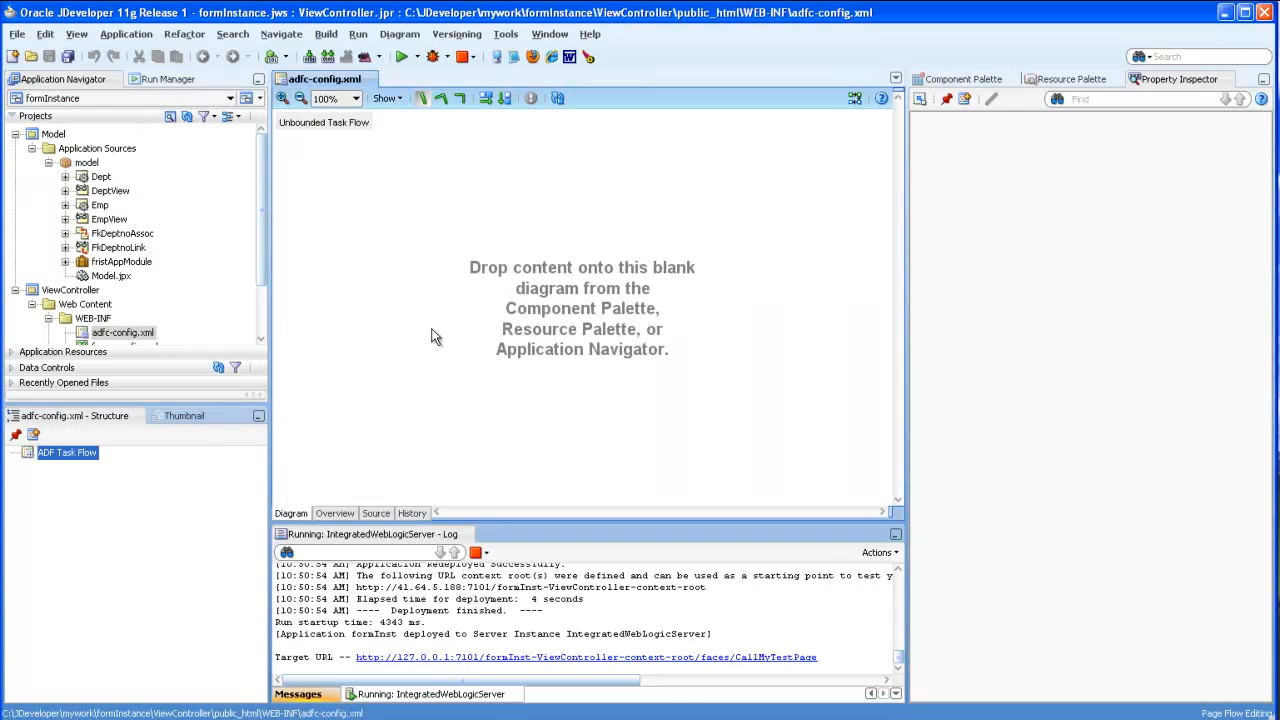 Oracle JDeveloper 11g Release 1 - formInstance.jws : ViewController.jpr : C:\JDeveloper\mywork\formInstance\ViewController\public_html\WEB-INF\adfc-config.xml
File Edit View Application Refactor Search Navigate Build Run Diagram Versioning Tools Window Help
Search
Application Navigator
Run Manager
formInstance
Projects
Model
Application Sources
model
Dept
DeptView
Emp
EmpView
FkDeptnoAssoc
FkDeptnoLink
fristAppModule
Model.jpx
ViewController
Web Content
WEB-INF
adfc-config.xml
Application Resources
Data Controls
Recently Opened Files
adfc-config.xml - Structure
Thumbnail
ADF Task Flow
adfc-config.xml
100%
Show
Unbounded Task Flow
Drop content onto this blank
diagram from the
Component Palette,
Resource Palette, or
Application Navigator.
Diagram Overview Source History
Running: IntegratedWebLogicServer - Log
Actions
[10:50:54 AM] Application Redeployed Successfully.
[10:50:54 AM] The following URL context root(s) were defined and can be used as a starting point to test y
[10:50:54 AM] http://41.64.5.188:7101/formInst-ViewController-context-root
[10:50:54 AM] Elapsed time for deployment:  4 seconds
[10:50:54 AM] ----  Deployment finished.  ----
Run startup time: 4343 ms.
[Application formInst deployed to Server Instance IntegratedWebLogicServer]
Target URL -- http://127.0.0.1:7101/formInst-ViewController-context-root/faces/CallMyTestPage
Messages
Running: IntegratedWebLogicServer
Component Palette
Resource Palette
Property Inspector
Find
C:\JDeveloper\mywork\formInstance\ViewController\public_html\WEB-INF\adfc-config.xml
Page Flow Editing